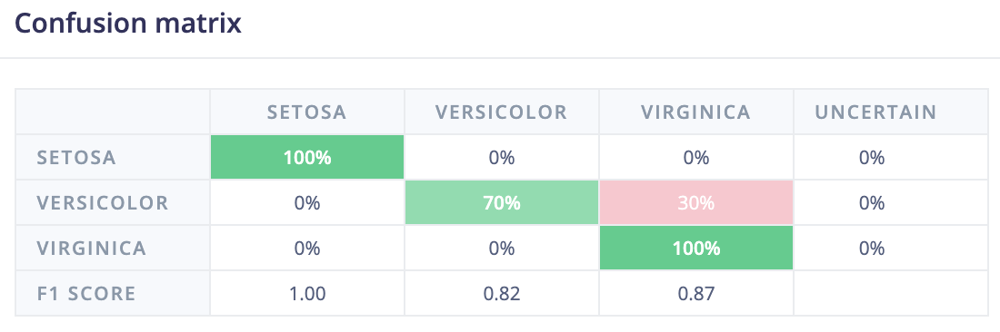 Confusion matrix
SETOSA VERSICOLOR VIRGINICA UNCERTAIN
SETOSA 100% 0% 0% 0%
VERSICOLOR 0% 70% 30% 0%
VIRGINICA 0% 0% 100% 0%
F1 SCORE 1.00 0.82 0.87